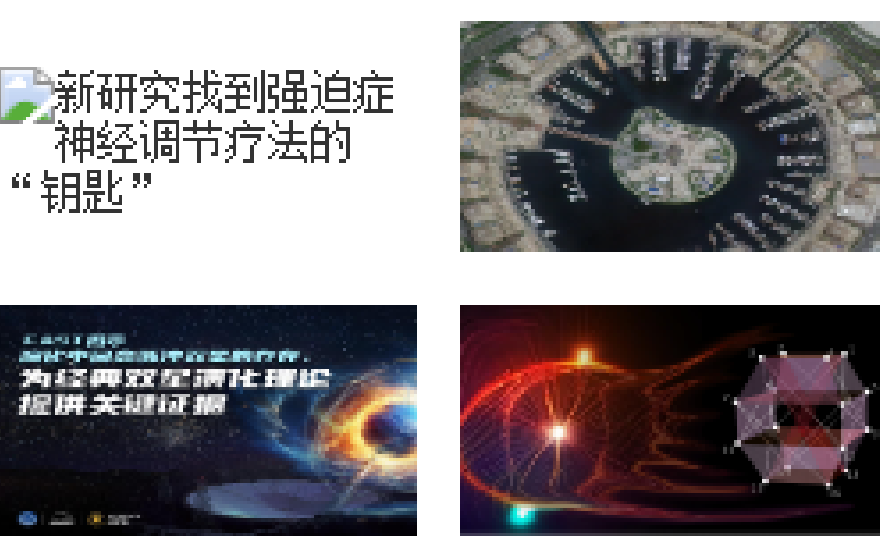 新研究找到强迫症
神经调节疗法的
“钥匙”
为经典双星演化理论
提供关键证据